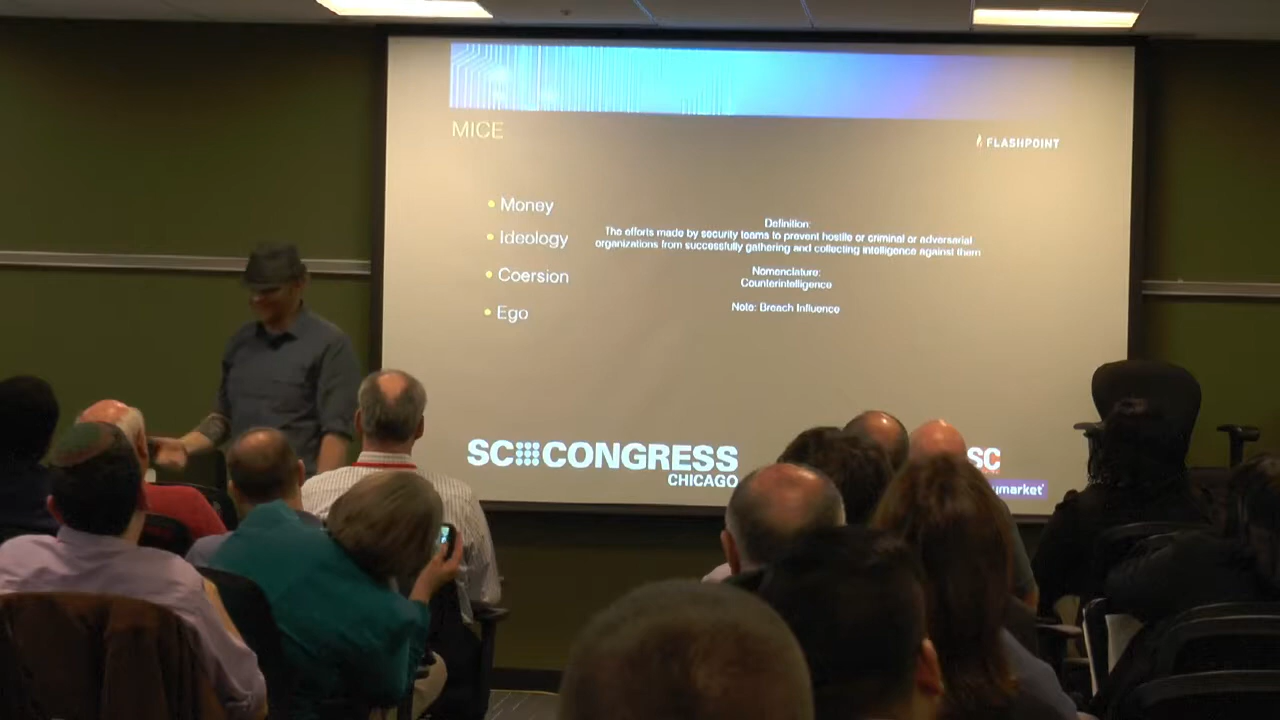 MICE
FLASHPOINT
Money
Ideology
Coersion
Ego
Definition:
The efforts made by security teams to prevent hostile or criminal or adversarial
organizations from successfully gathering and collecting intelligence against them
Nomenclature:
Counterintelligence
Note: Breach Influence
SC CONGRESS
CHICAGO
SC
ymarket